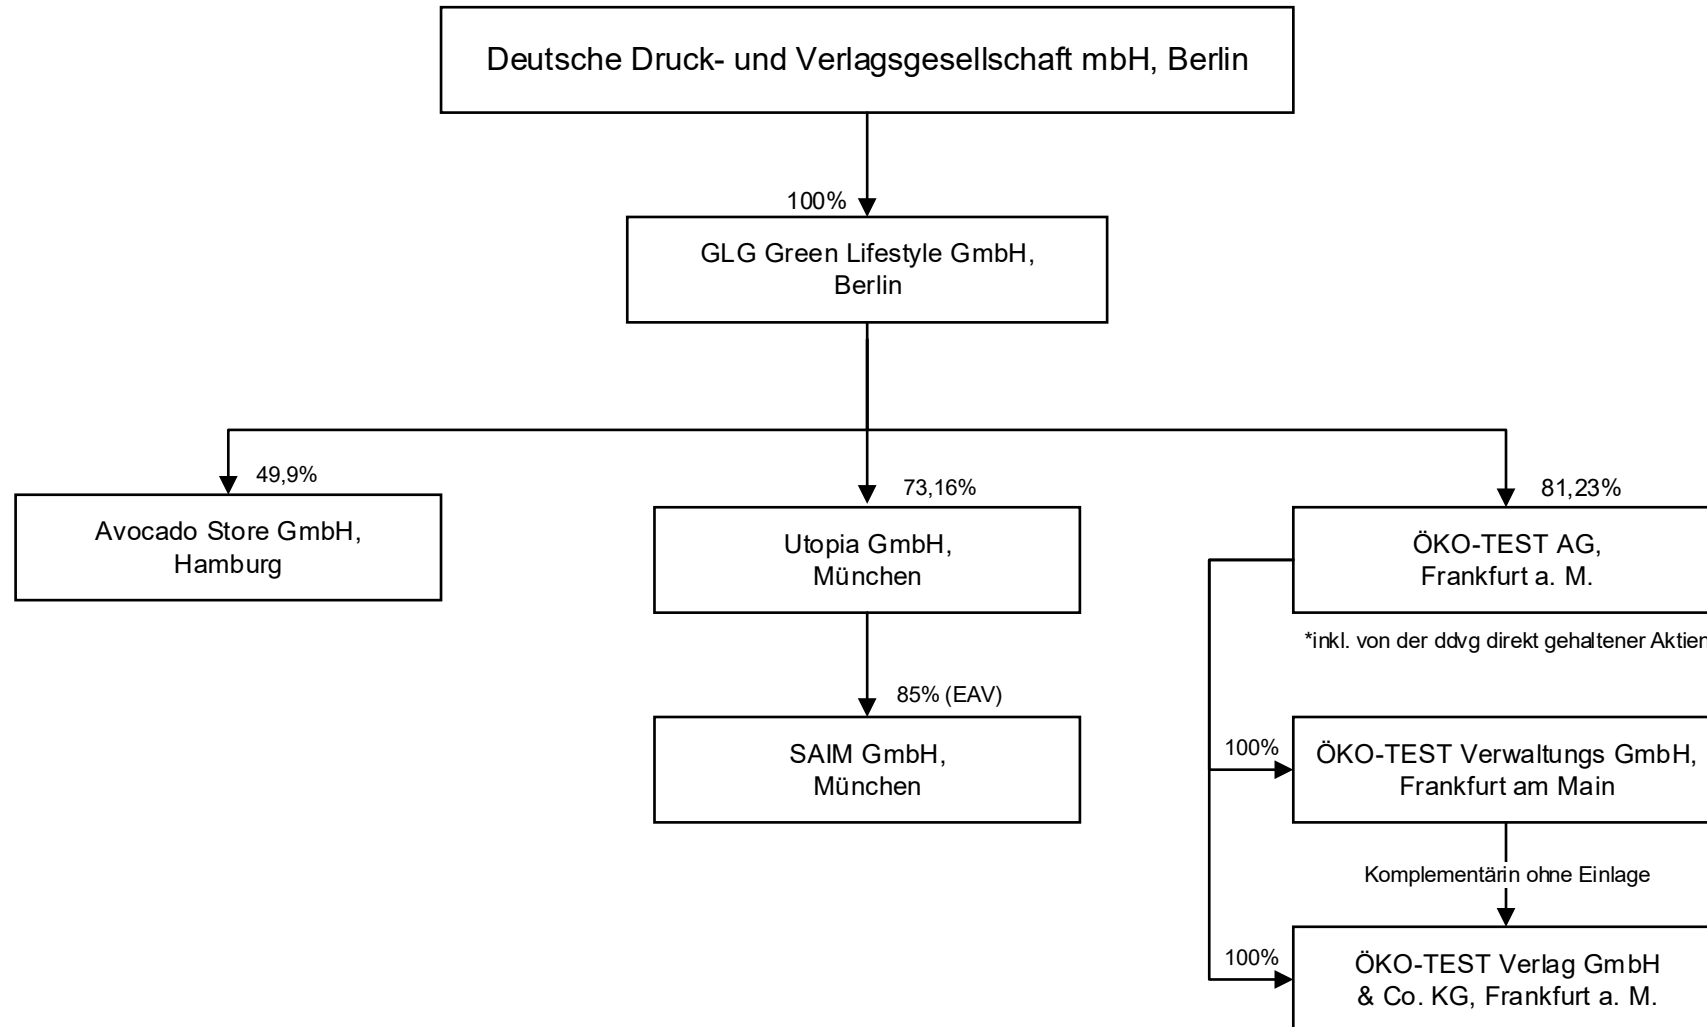 Deutsche Druck- und Verlagsgesellschaft mbH, Berlin
100%
GLG Green Lifestyle GmbH,
Berlin
49,9%
73,16%
81,23%
Avocado Store GmbH,
Hamburg
Utopia GmbH,
München
ÖKO-TEST AG,
Frankfurt a. M.
*inkl. von der ddvg direkt gehaltener Aktien
85% (EAV)
SAIM GmbH,
München
100%
ÖKO-TEST Verwaltungs GmbH,
Frankfurt am Main
Komplementärin ohne Einlage
100%
ÖKO-TEST Verlag GmbH
& Co. KG, Frankfurt a. M.